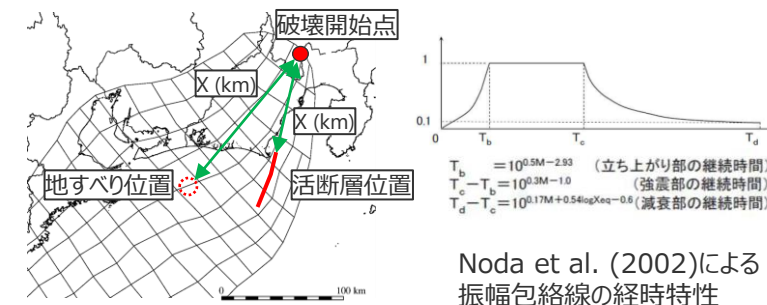 破壊開始点
X (km)
X (km)
地すべり位置
活断層位置
0
100 km
1
0.1
0
Tb
Tc
Td
Tb =10^0.5M−2.93 (立ち上がり部の継続時間)
Tc−Tb=10^0.3M−1.0 (強震部の継続時間)
Td−Tc=10^0.17M+0.54logXeq−0.6 (減衰部の継続時間)
Noda et al. (2002)による
振幅包絡線の経時特性